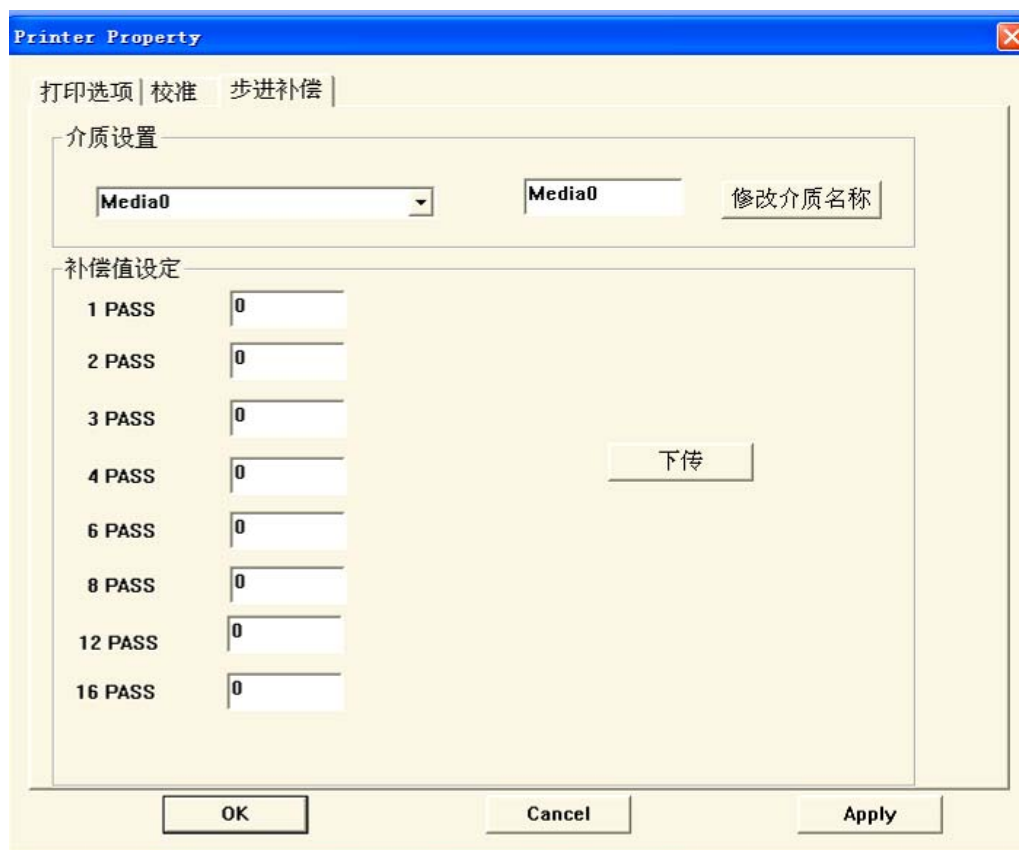 Printer Property
打印选项 校准 步进补偿
介质设置
Media0 Media0 修改介质名称
补偿值设定
1 PASS 0
2 PASS 0
3 PASS 0
4 PASS 0
下传
6 PASS 0
8 PASS 0
12 PASS 0
16 PASS 0
OK Cancel Apply